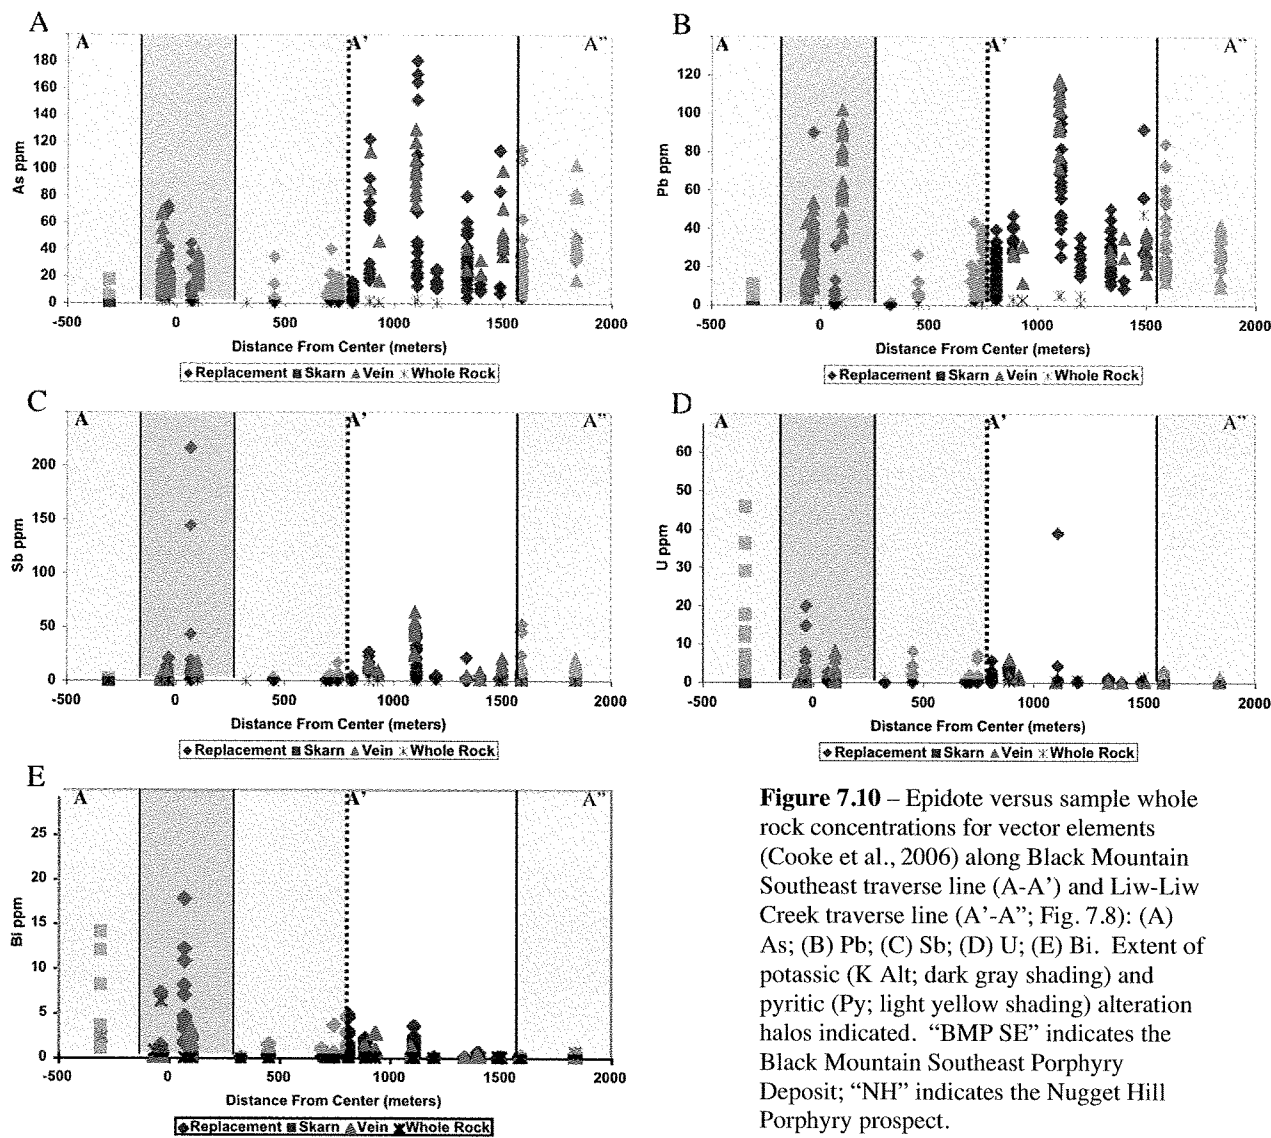 A
A
A'
A''
As ppm
180
160
140
120
100
80
60
40
20
0
-500 0 500 1000 1500 2000
Distance From Center (meters)
Replacement Skarn Vein Whole Rock
B
A
A'
A''
Pb ppm
120
100
80
60
40
20
0
-500 0 500 1000 1500 2000
Distance From Center (meters)
Replacement Skarn Vein Whole Rock
C
A
A'
A''
Sb ppm
200
150
100
50
0
-500 0 500 1000 1500 2000
Distance From Center (meters)
Replacement Skarn Vein Whole Rock
D
A
A'
A''
U ppm
60
50
40
30
20
10
0
-500 0 500 1000 1500 2000
Distance From Center (meters)
Replacement Skarn Vein Whole Rock
E
A
A'
A''
Bi ppm
25
20
15
10
5
0
-500 0 500 1000 1500 2000
Distance From Center (meters)
Replacement Skarn Vein Whole Rock
Figure 7.10 – Epidote versus sample whole
rock concentrations for vector elements
(Cooke et al., 2006) along Black Mountain
Southeast traverse line (A-A') and Liw-Liw
Creek traverse line (A'-A"; Fig. 7.8): (A)
As; (B) Pb; (C) Sb; (D) U; (E) Bi. Extent of
potassic (K Alt; dark gray shading) and
pyritic (Py; light yellow shading) alteration
halos indicated. “BMP SE” indicates the
Black Mountain Southeast Porphyry
Deposit; “NH” indicates the Nugget Hill
Porphyry prospect.